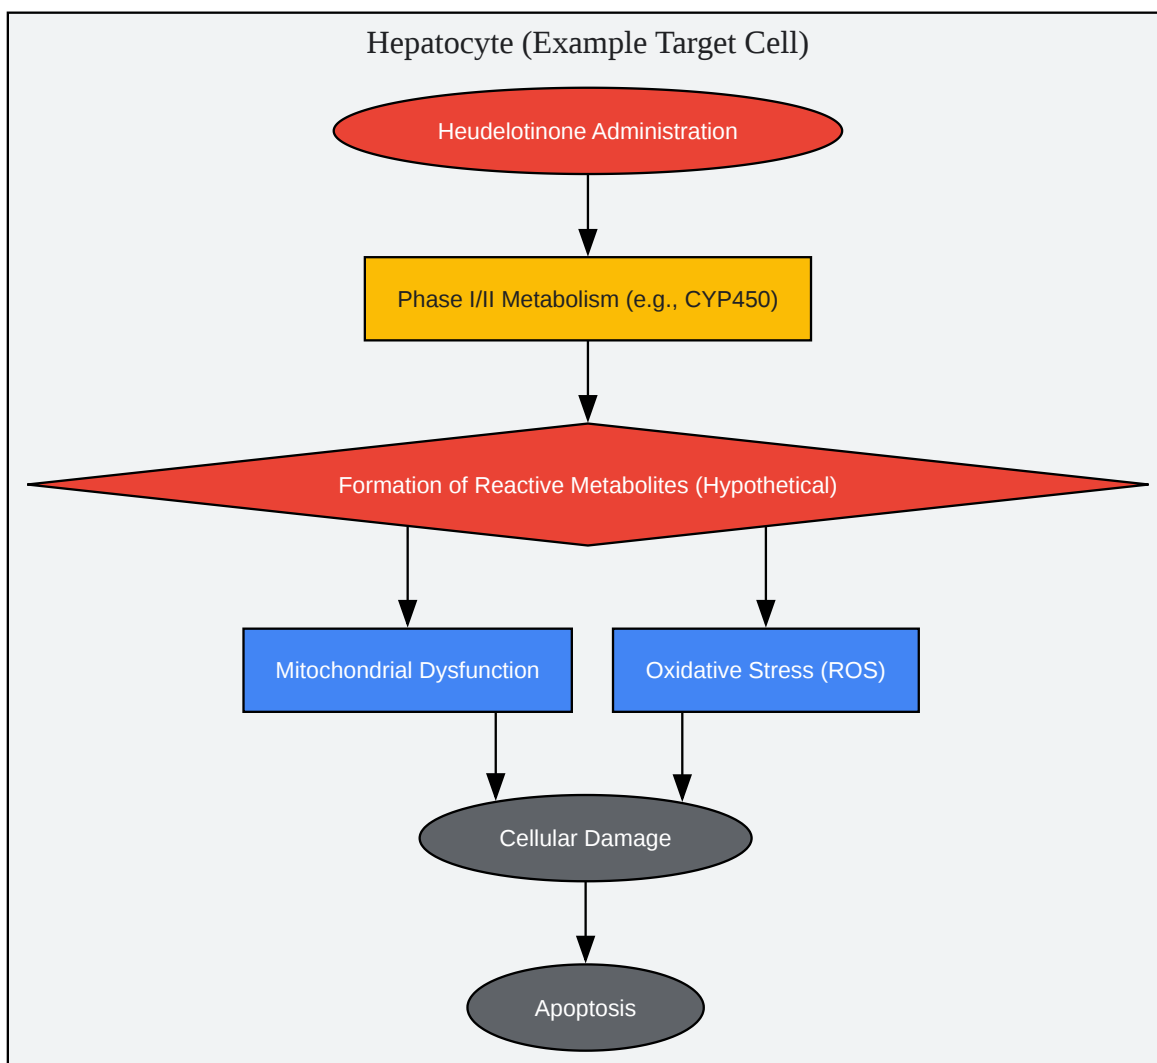 Hepatocyte (Example Target Cell)
Heudelotinone Administration
Phase I/II Metabolism (e.g., CYP450)
Formation of Reactive Metabolites (Hypothetical)
Mitochondrial Dysfunction
Oxidative Stress (ROS)
Cellular Damage
Apoptosis